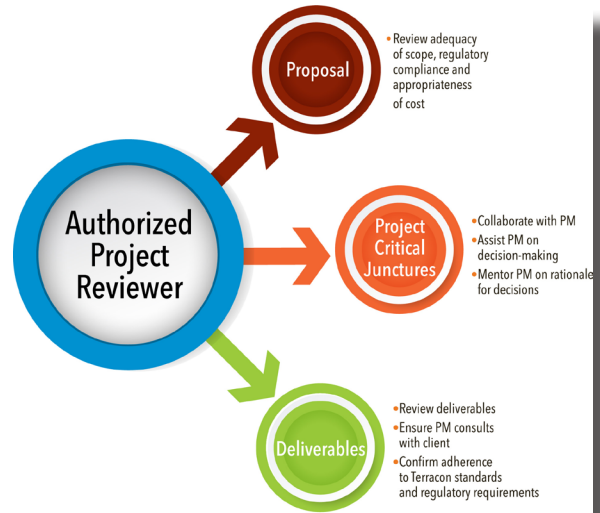 Proposal
• Review adequacy
of scope, regulatory
compliance and
appropriateness
of cost
Authorized
Project
Reviewer
Project
Critical
Junctures
• Collaborate with PM
• Assist PM on
decision-making
• Mentor PM on rationale
for decisions
Deliverables
• Review deliverables
• Ensure PM consults
with client
• Confirm adherence
to Terracon standards
and regulatory requirements